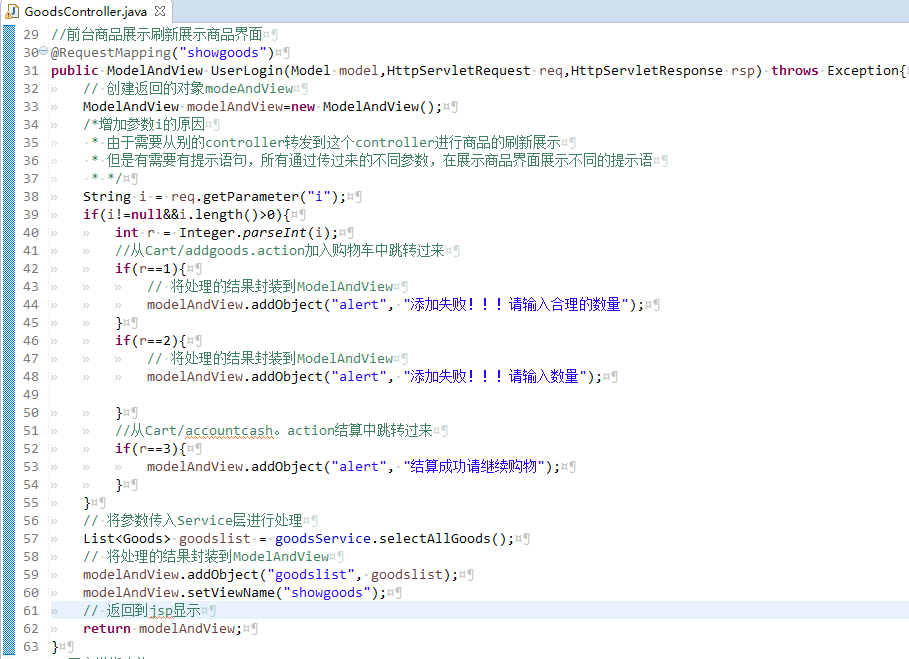 GoodsController.java
29 //前台商品展示刷新展示商品界面
30 @RequestMapping("showgoods")
31 public ModelAndView UserLogin(Model model,HttpServletRequest req,HttpServletResponse rsp) throws Exception{
32 // 创建返回的对象modeAndView
33 ModelAndView modelAndView=new ModelAndView();
34 /*增加参数i的原因
35 * 由于需要从别的controller转发到这个controller进行商品的刷新展示
36 * 但是有需要有提示语句，所有通过传过来的不同参数，在展示商品界面展示不同的提示语
37 * */
38 String i = req.getParameter("i");
39 if(i!=null&&i.length()>0){
40 int r = Integer.parseInt(i);
41 //从Cart/addgoods.action加入购物车中跳转过来
42 if(r==1){
43 // 将处理的结果封装到ModelAndView
44 modelAndView.addObject("alert", "添加失败！！！请输入合理的数量");
45 }
46 if(r==2){
47 // 将处理的结果封装到ModelAndView
48 modelAndView.addObject("alert", "添加失败！！！请输入数量");
49
50 }
51 //从Cart/accountcash。action结算中跳转过来
52 if(r==3){
53 modelAndView.addObject("alert", "结算成功请继续购物");
54 }
55 }
56 // 将参数传入Service层进行处理
57 List<Goods> goodslist = goodsService.selectAllGoods();
58 // 将处理的结果封装到ModelAndView
59 modelAndView.addObject("goodslist", goodslist);
60 modelAndView.setViewName("showgoods");
61 // 返回到jsp显示
62 return modelAndView;
63 }